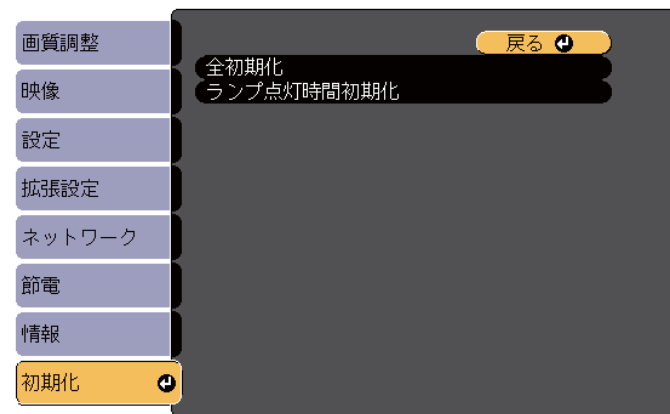 画質調整
映像
設定
拡張設定
ネットワーク
節電
情報
初期化
戻る
全初期化
ランプ点灯時間初期化